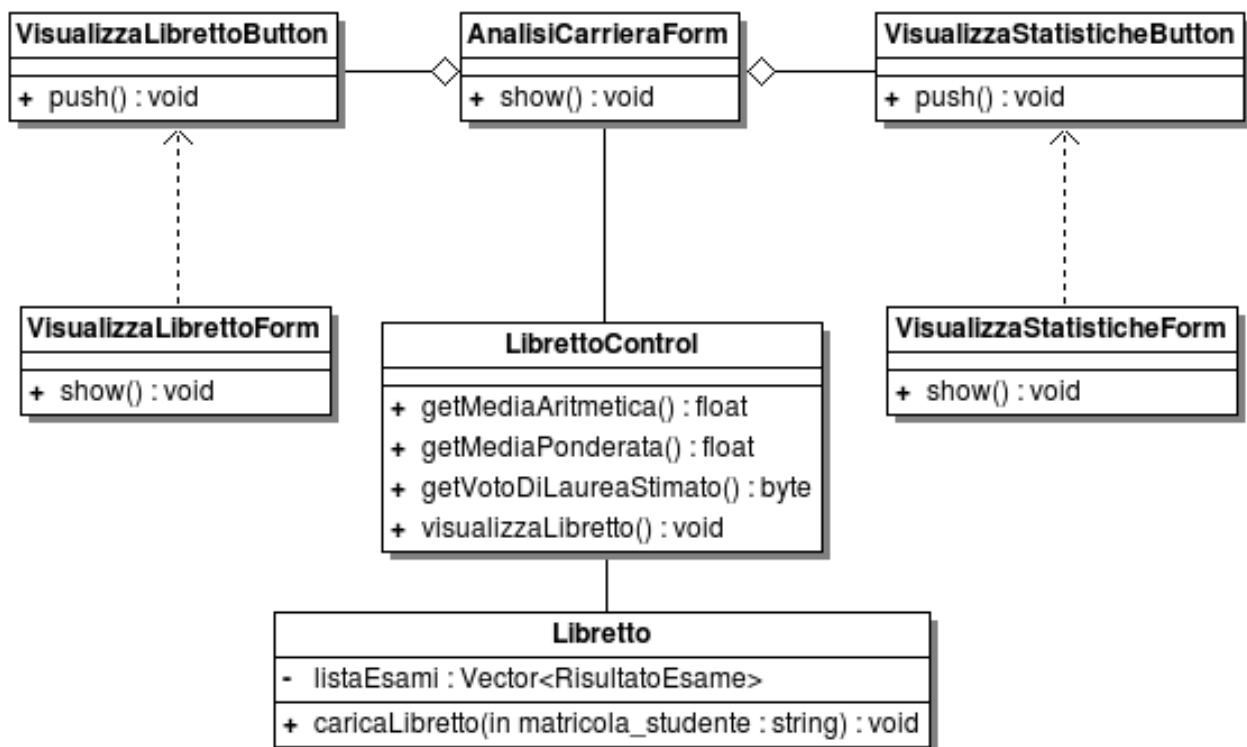 VisualizzaLibrettoButton
+ push() : void
AnalisiCarrieraForm
+ show() : void
VisualizzaStatisticheButton
+ push() : void
VisualizzaLibrettoForm
+ show() : void
LibrettoControl
+ getMediaAritmetica() : float
+ getMediaPonderata() : float
+ getVotoDiLaureaStimato() : byte
+ visualizzaLibretto() : void
VisualizzaStatisticheForm
+ show() : void
Libretto
- listaEsami : Vector<RisultatoEsame>
+ caricaLibretto(in matricola_studente : string) : void